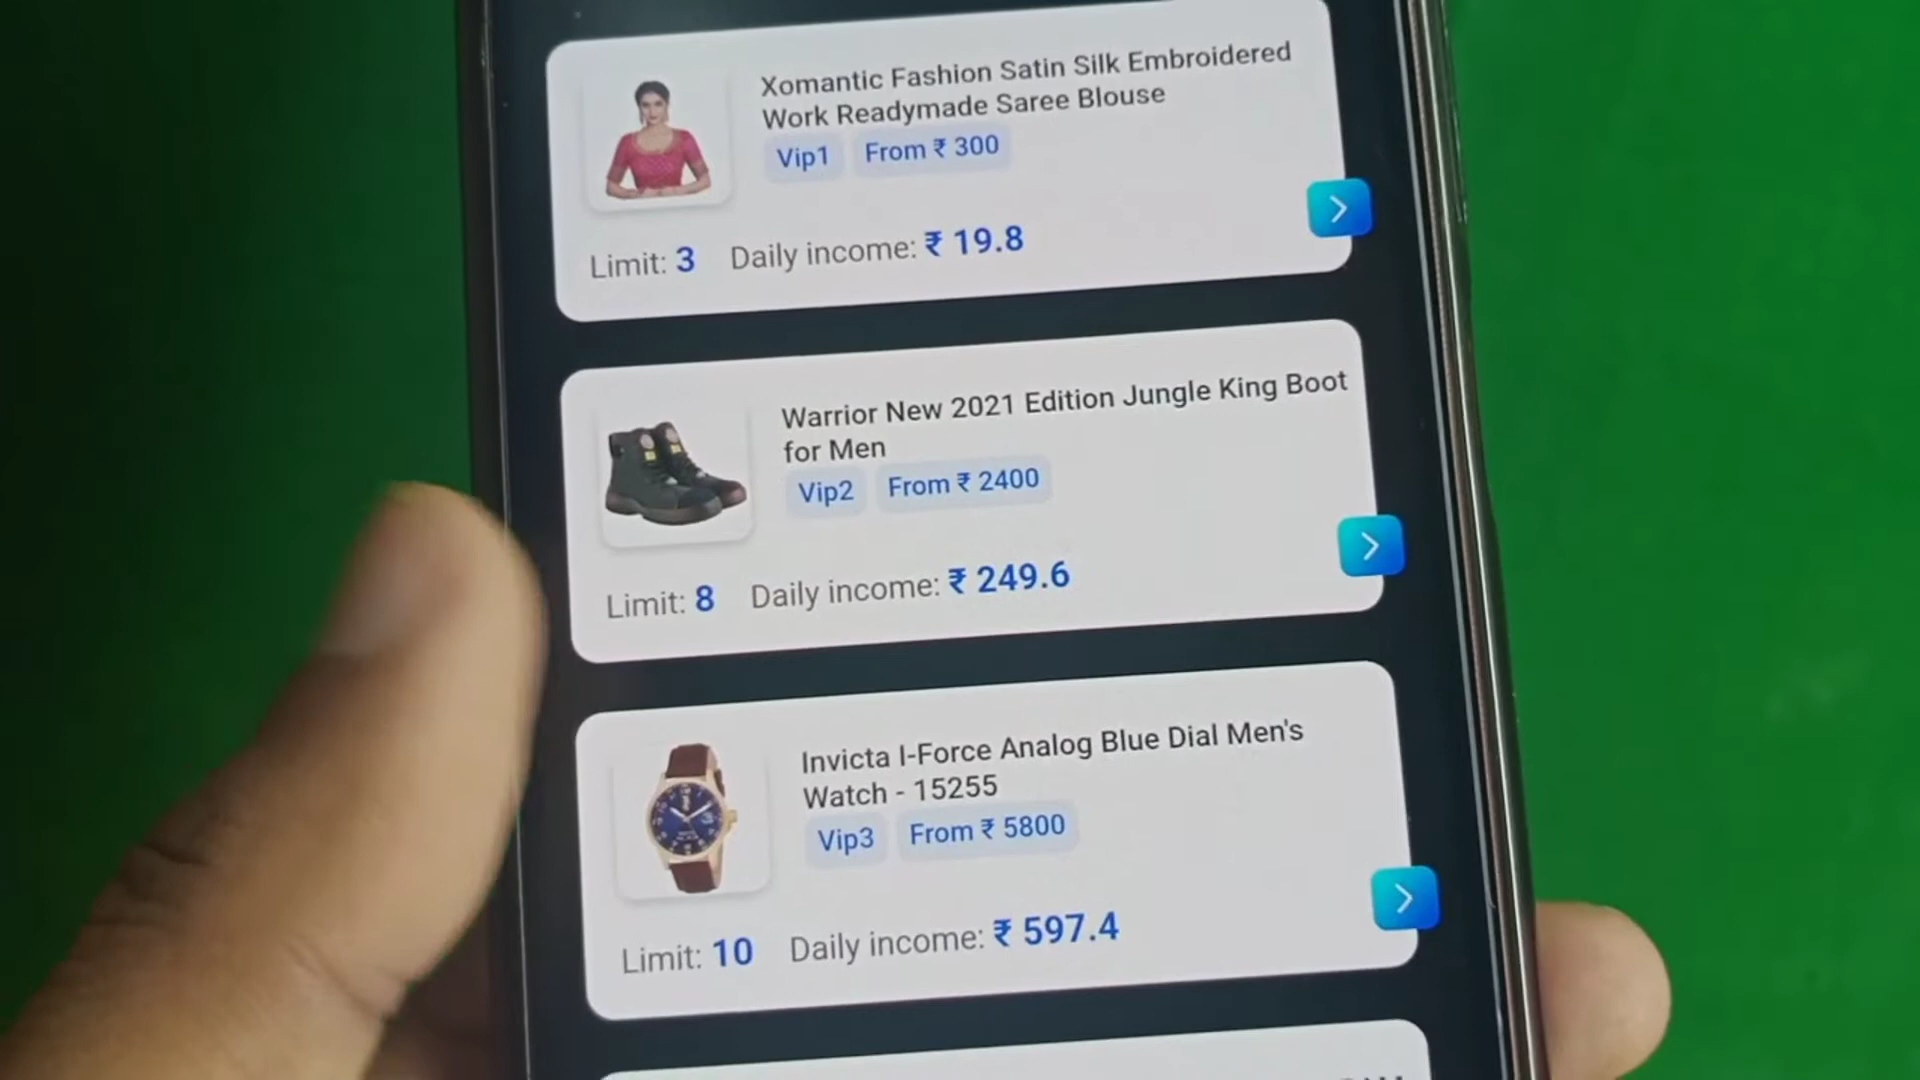 Xomantic Fashion Satin Silk Embroidered
Work Readymade Saree Blouse
Vip1 From ₹ 300
Limit: 3 Daily income: ₹ 19.8
Warrior New 2021 Edition Jungle King Boot
for Men
Vip2 From ₹ 2400
Limit: 8 Daily income: ₹ 249.6
Invicta I-Force Analog Blue Dial Men's
Watch - 15255
Vip3 From ₹ 5800
Limit: 10 Daily income: ₹ 597.4